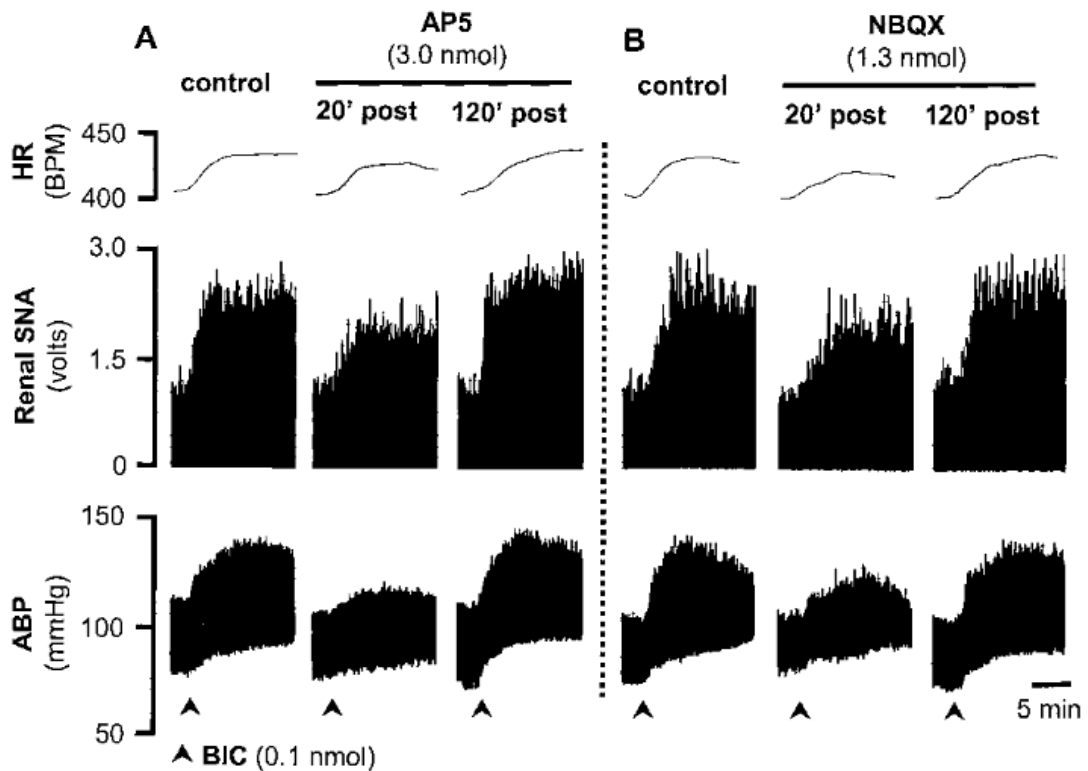 A
AP5
(3.0 nmol)
control
20' post
120' post
B
NBQX
(1.3 nmol)
control
20' post
120' post
HR
(BPM)
450
400
Renal SNA
(volts)
3.0
1.5
0
ABP
(mmHg)
150
100
50
5 min
BIC (0.1 nmol)